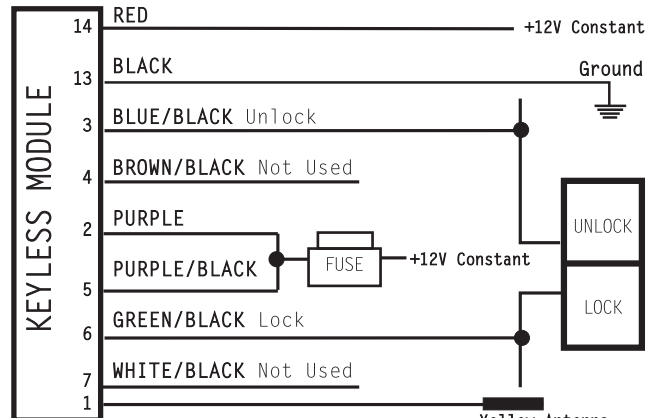 KEYLESS MODULE
14 RED +12V Constant
13 BLACK Ground
3 BLUE/BLACK Unlock
4 BROWN/BLACK Not Used
2 PURPLE
5 PURPLE/BLACK
FUSE +12V Constant
UNLOCK
LOCK
6 GREEN/BLACK Lock
7 WHITE/BLACK Not Used
1 Yellow Antenna